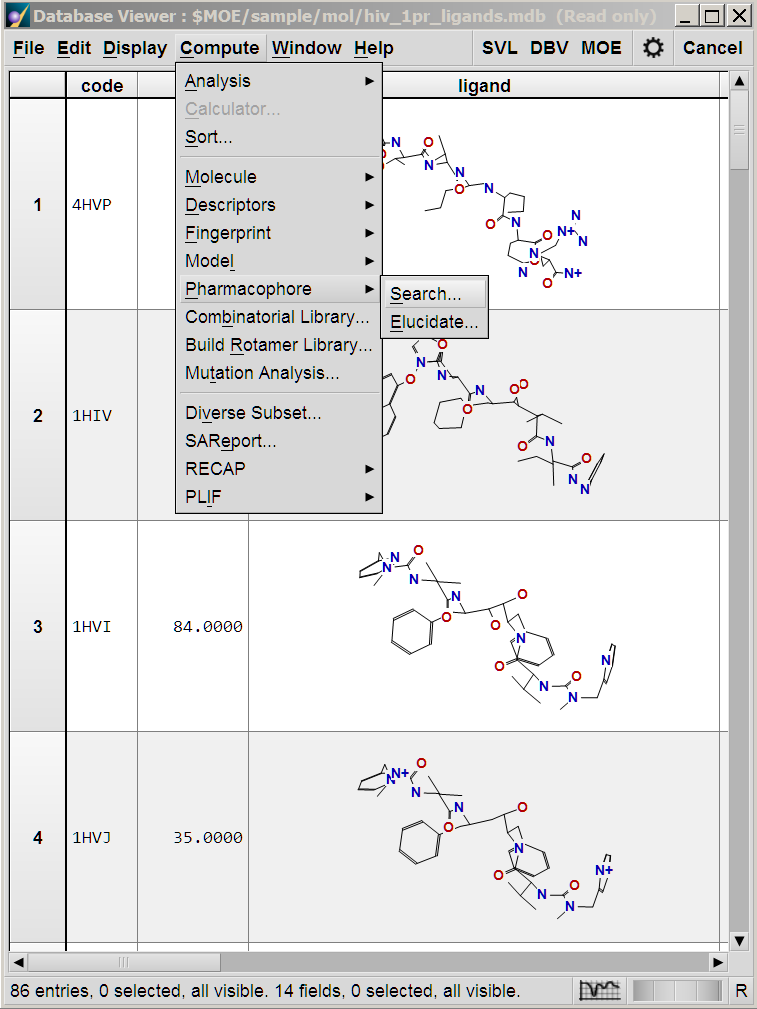 Database Viewer : $MOE/sample/mol/hiv_1pr_ligands.mdb (Read only)
File Edit Display Compute Window Help SVL DBV MOE Cancel
code ligand
Analysis
Calculator...
Sort...
Molecule
Descriptors
Fingerprint
Model
Pharmacophore
Combinatorial Library...
Build Rotamer Library...
Mutation Analysis...
Diverse Subset...
SAReport...
RECAP
PLIF
Search...
Elucidate...
1 4HVP
N O O N N O N O N O N N+ N N O N O N+
2 1HIV
O N N O N O O O O N O N N
3 1HVI 84.0000
N N O N N O O O N O N O N N
4 1HVJ 35.0000
N+ N O N N O O N O N O N N+
86 entries, 0 selected, all visible. 14 fields, 0 selected, all visible. R